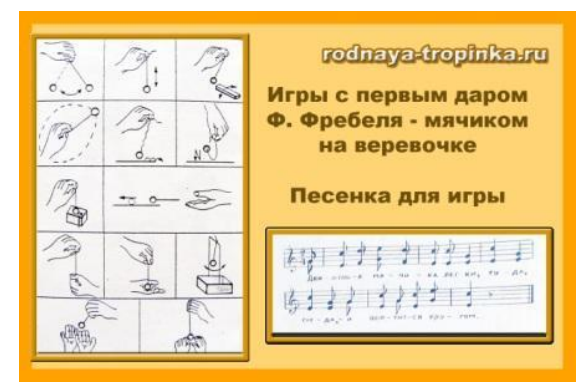 rodnaya-tropinka.ru
Игры с первым даром
Ф. Фребеля - мячиком
на веревочке
Песенка для игры